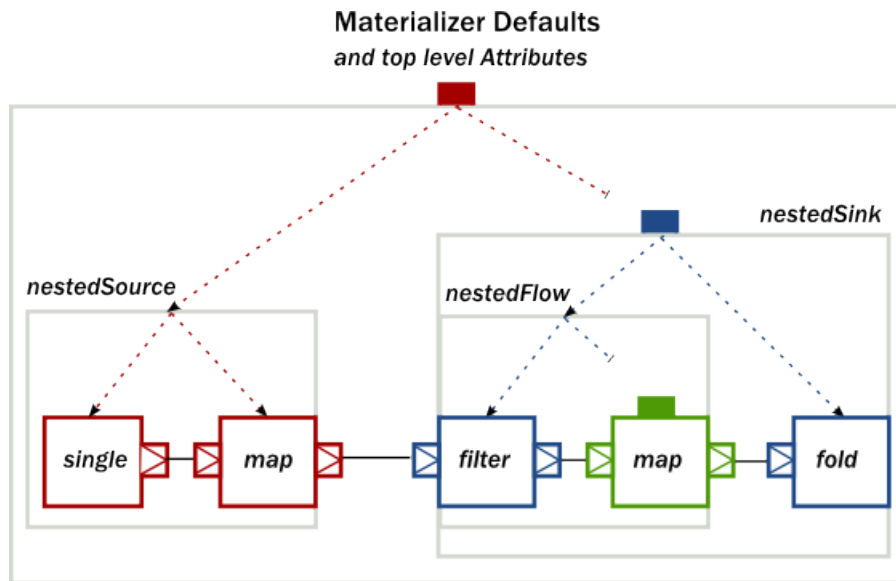 Materializer Defaults
and top level Attributes
nestedSink
nestedSource
nestedFlow
single
map
filter
map
fold